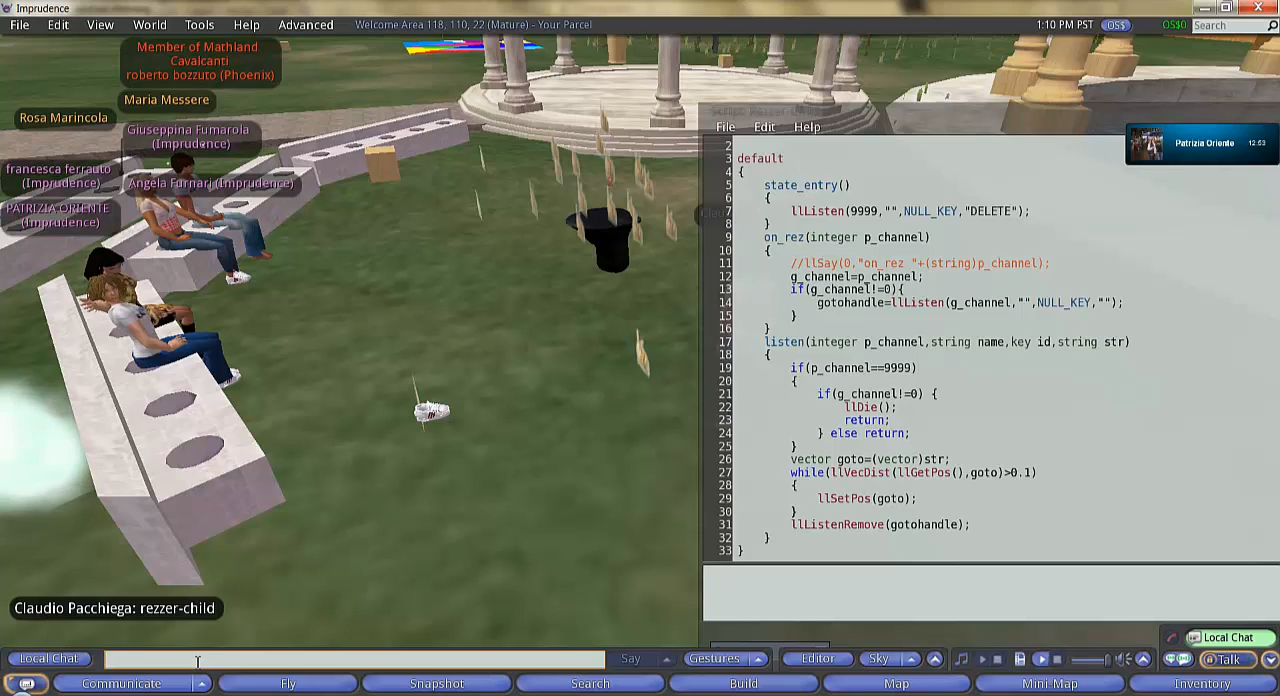 Imprudence
File Edit View World Tools Help Advanced Welcome Area 118, 110, 22 (Mature) - Your Parcel 1:10 PM PST OS$ OS$0 Search
Member of Mathland
Cavalcanti
roberto bozzuto (Phoenix)
Maria Messere
Rosa Marincola
Giuseppina Fumarola
(Imprudence)
francesca ferrauto
(Imprudence)
Angela Furnari (Imprudence)
PATRIZIA ORIENTE
(Imprudence)
File Edit Help
Patrizia Oriente 12:53
2
3 default
4 {
5 state_entry()
6 {
7 llListen(9999,"",NULL_KEY,"DELETE");
8 }
9 on_rez(integer p_channel)
10 {
11 //llSay(0,"on_rez "+(string)p_channel);
12 g_channel=p_channel;
13 if(g_channel!=0){
14 gotohandle=llListen(g_channel,"",NULL_KEY,"");
15 }
16 }
17 listen(integer p_channel,string name,key id,string str)
18 {
19 if(p_channel==9999)
20 {
21 if(g_channel!=0) {
22 llDie();
23 return;
24 } else return;
25 }
26 vector goto=(vector)str;
27 while(llVecDist(llGetPos(),goto)>0.1)
28 {
29 llSetPos(goto);
30 }
31 llListenRemove(gotohandle);
32 }
33 }
Claudio Pacchiega: rezzer-child
Local Chat
Local Chat Say Gestures Editor Sky Talk
Communicate Fly Snapshot Search Build Map Mini Map Inventory